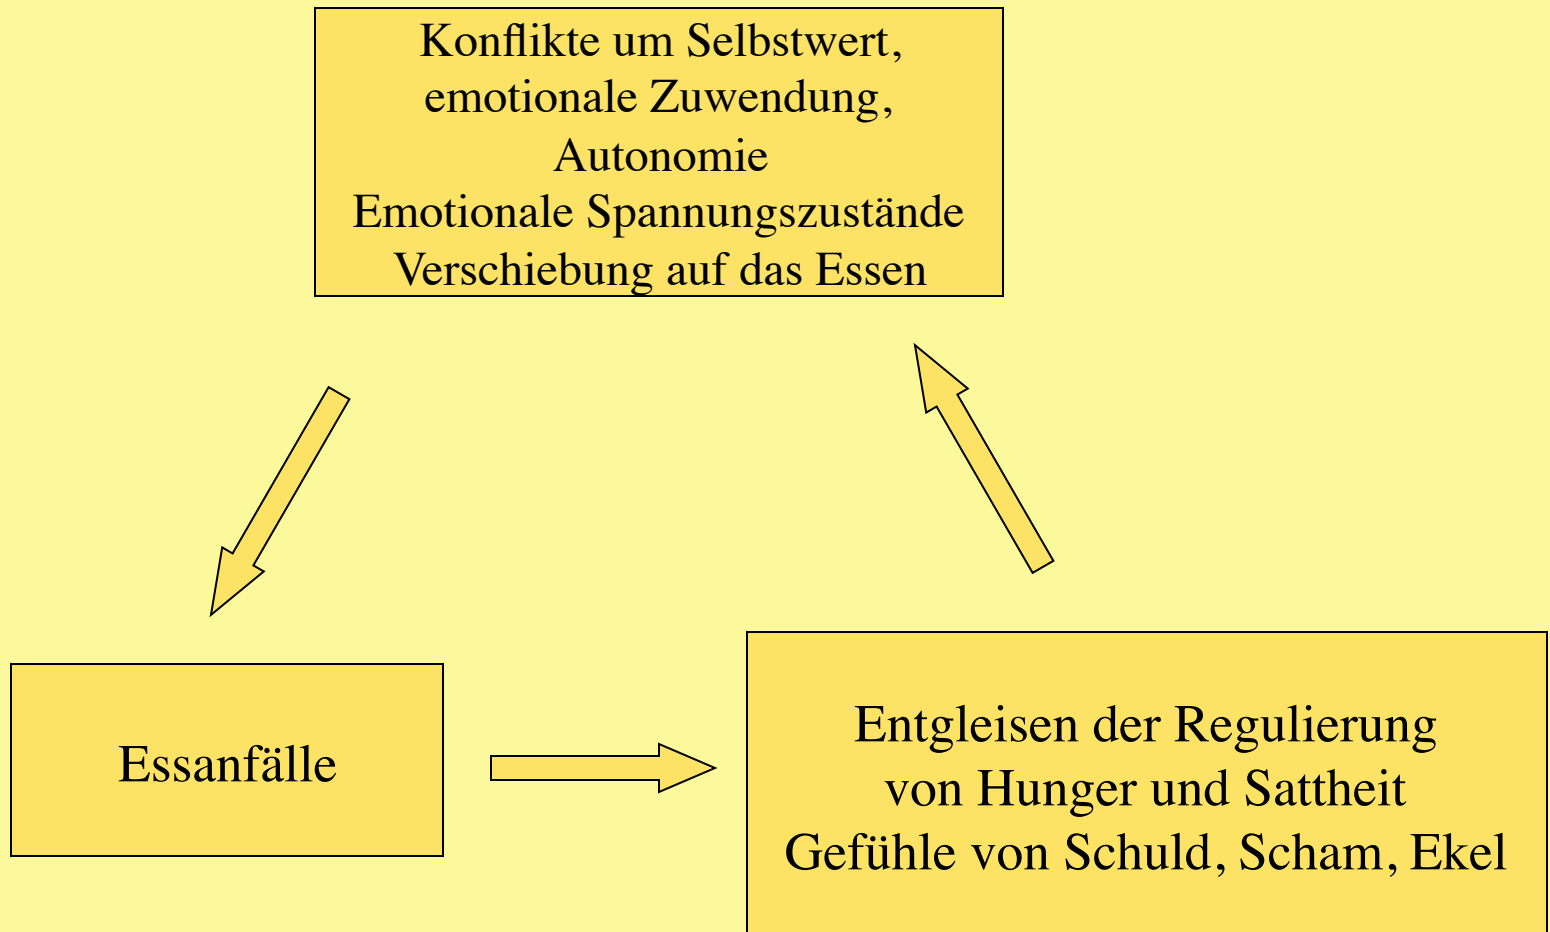 Konflikte um Selbstwert,
emotionale Zuwendung,
Autonomie
Emotionale Spannungszustände
Verschiebung auf das Essen
Essanfälle
Entgleisen der Regulierung
von Hunger und Sattheit
Gefühle von Schuld, Scham, Ekel